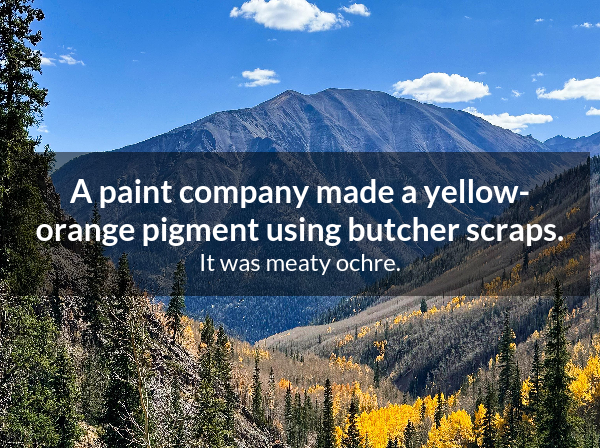 A paint company made a yellow-
orange pigment using butcher scraps.
It was meaty ochre.